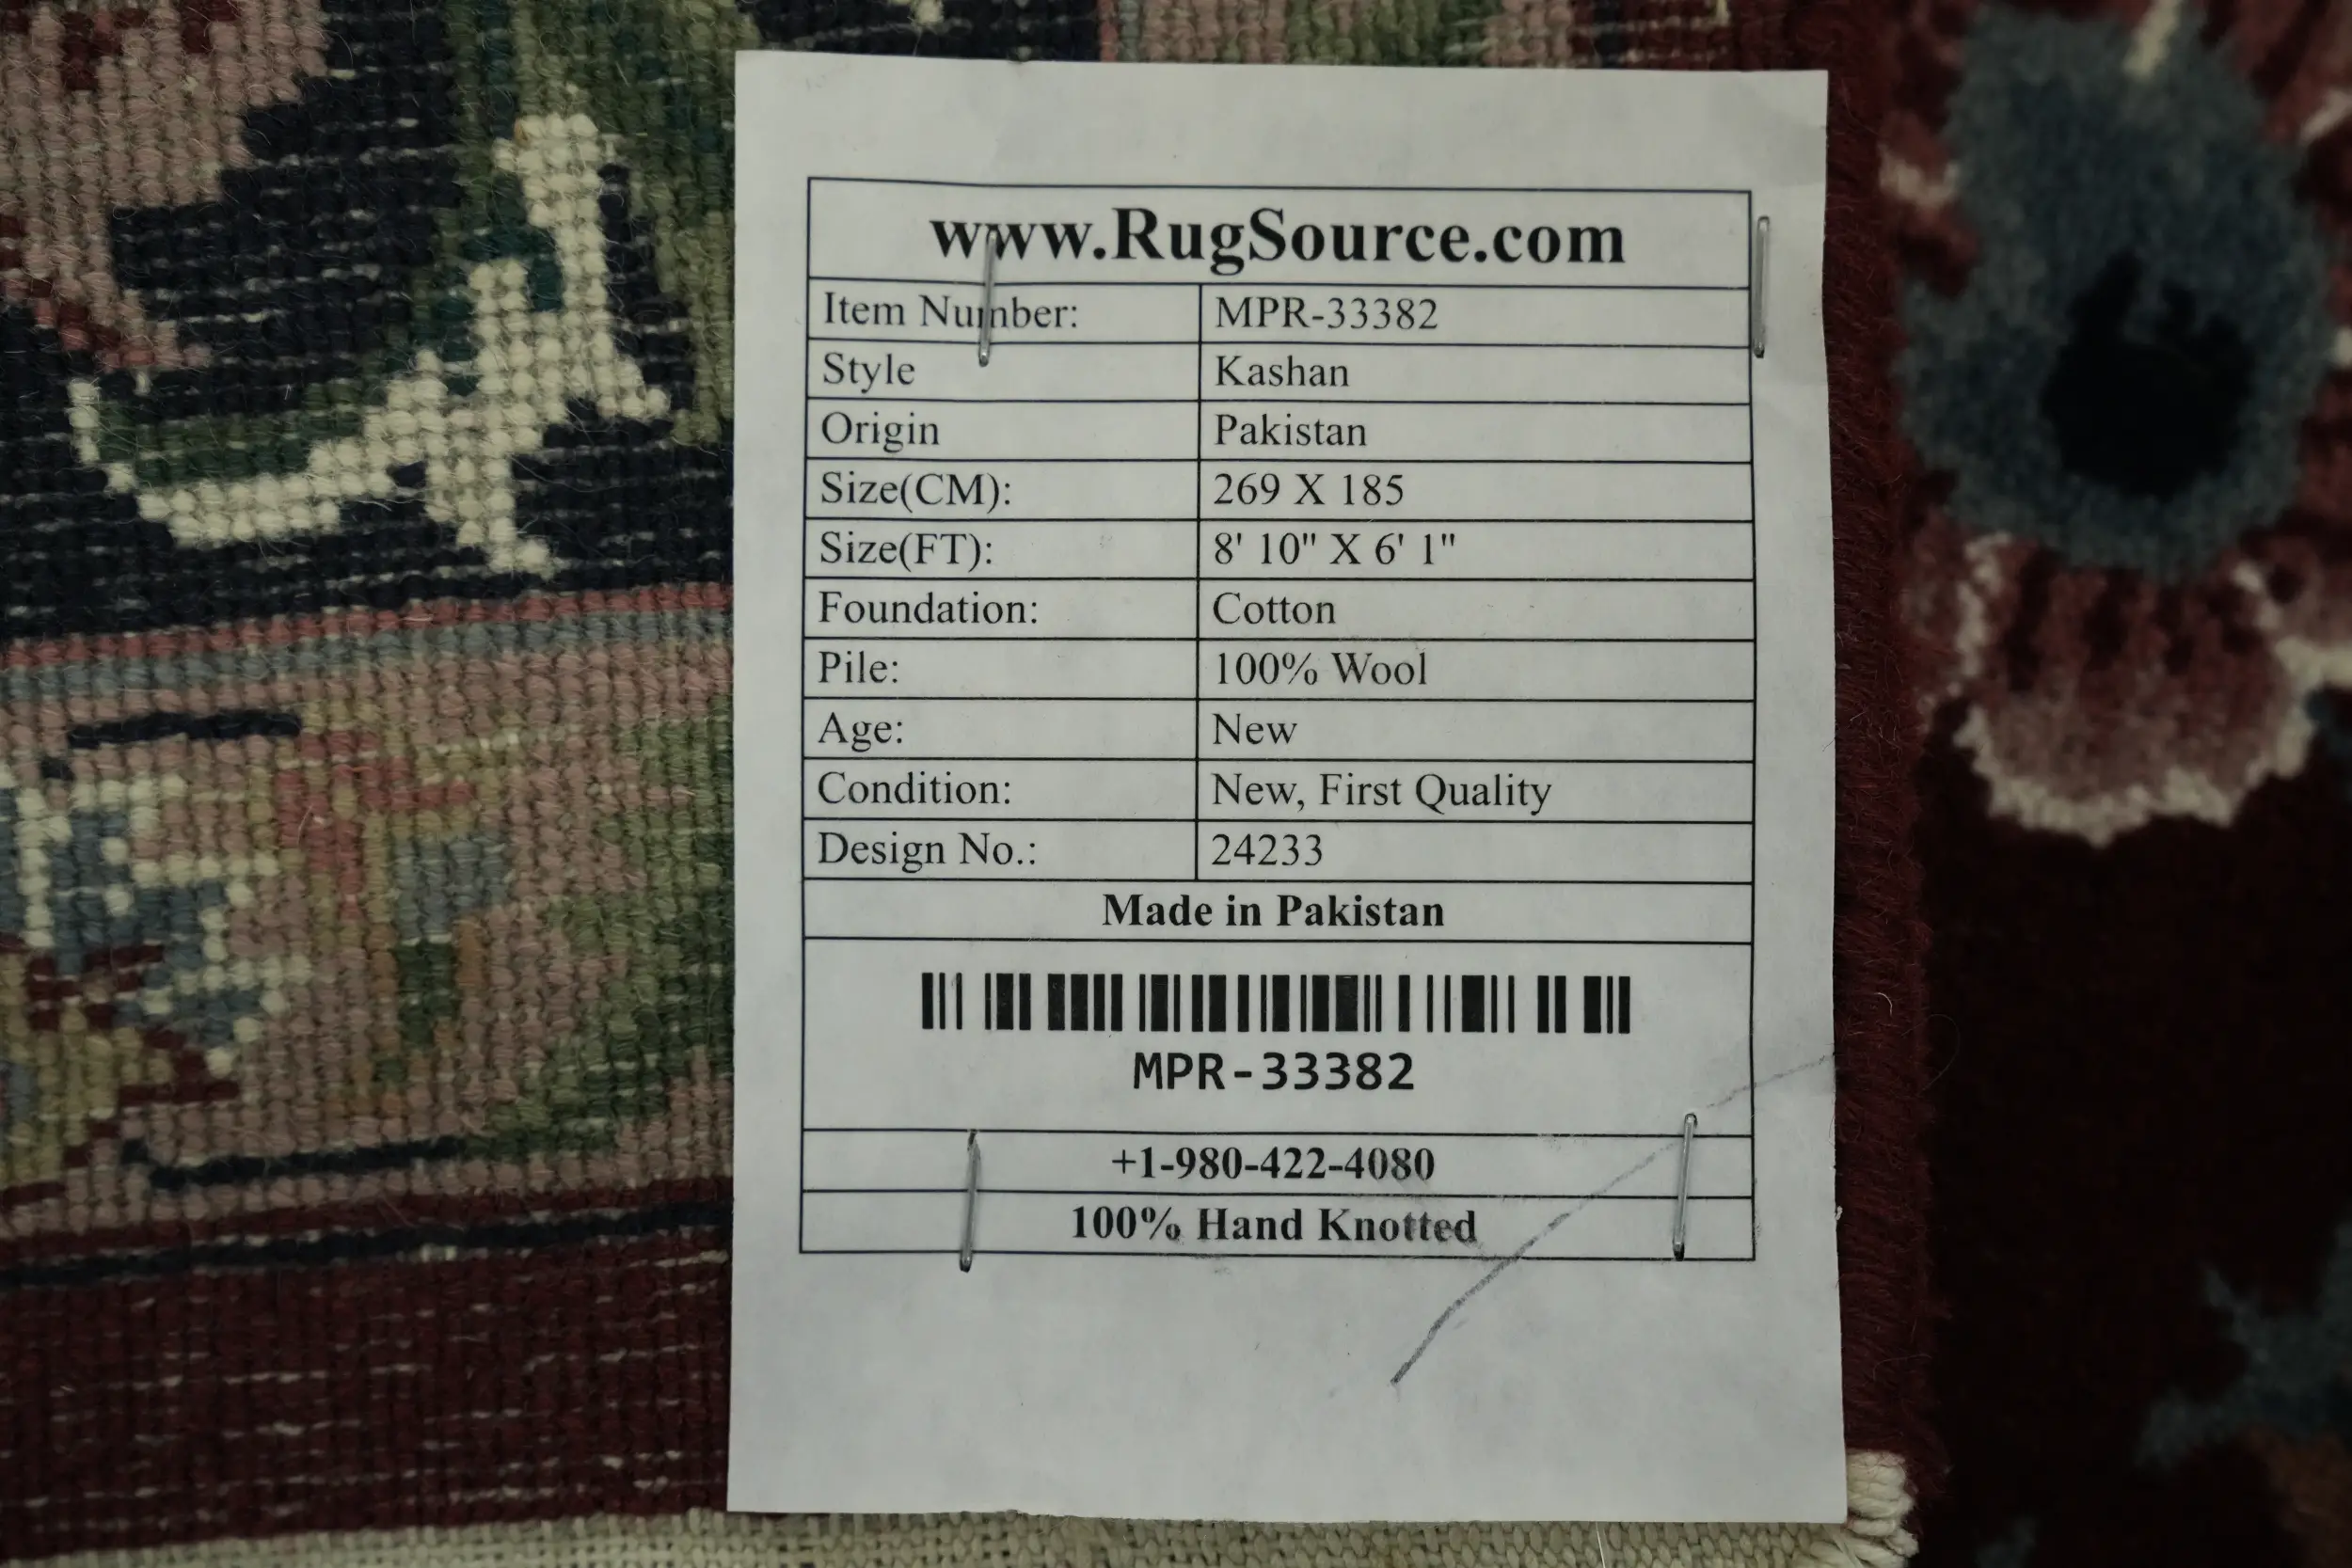 www.RugSource.com
Item Number: MPR-33382
Style Kashan
Origin Pakistan
Size(CM): 269 X 185
Size(FT): 8' 10" X 6' 1"
Foundation: Cotton
Pile: 100% Wool
Age: New
Condition: New, First Quality
Design No.: 24233
Made in Pakistan
MPR-33382
+1-980-422-4080
100% Hand Knotted